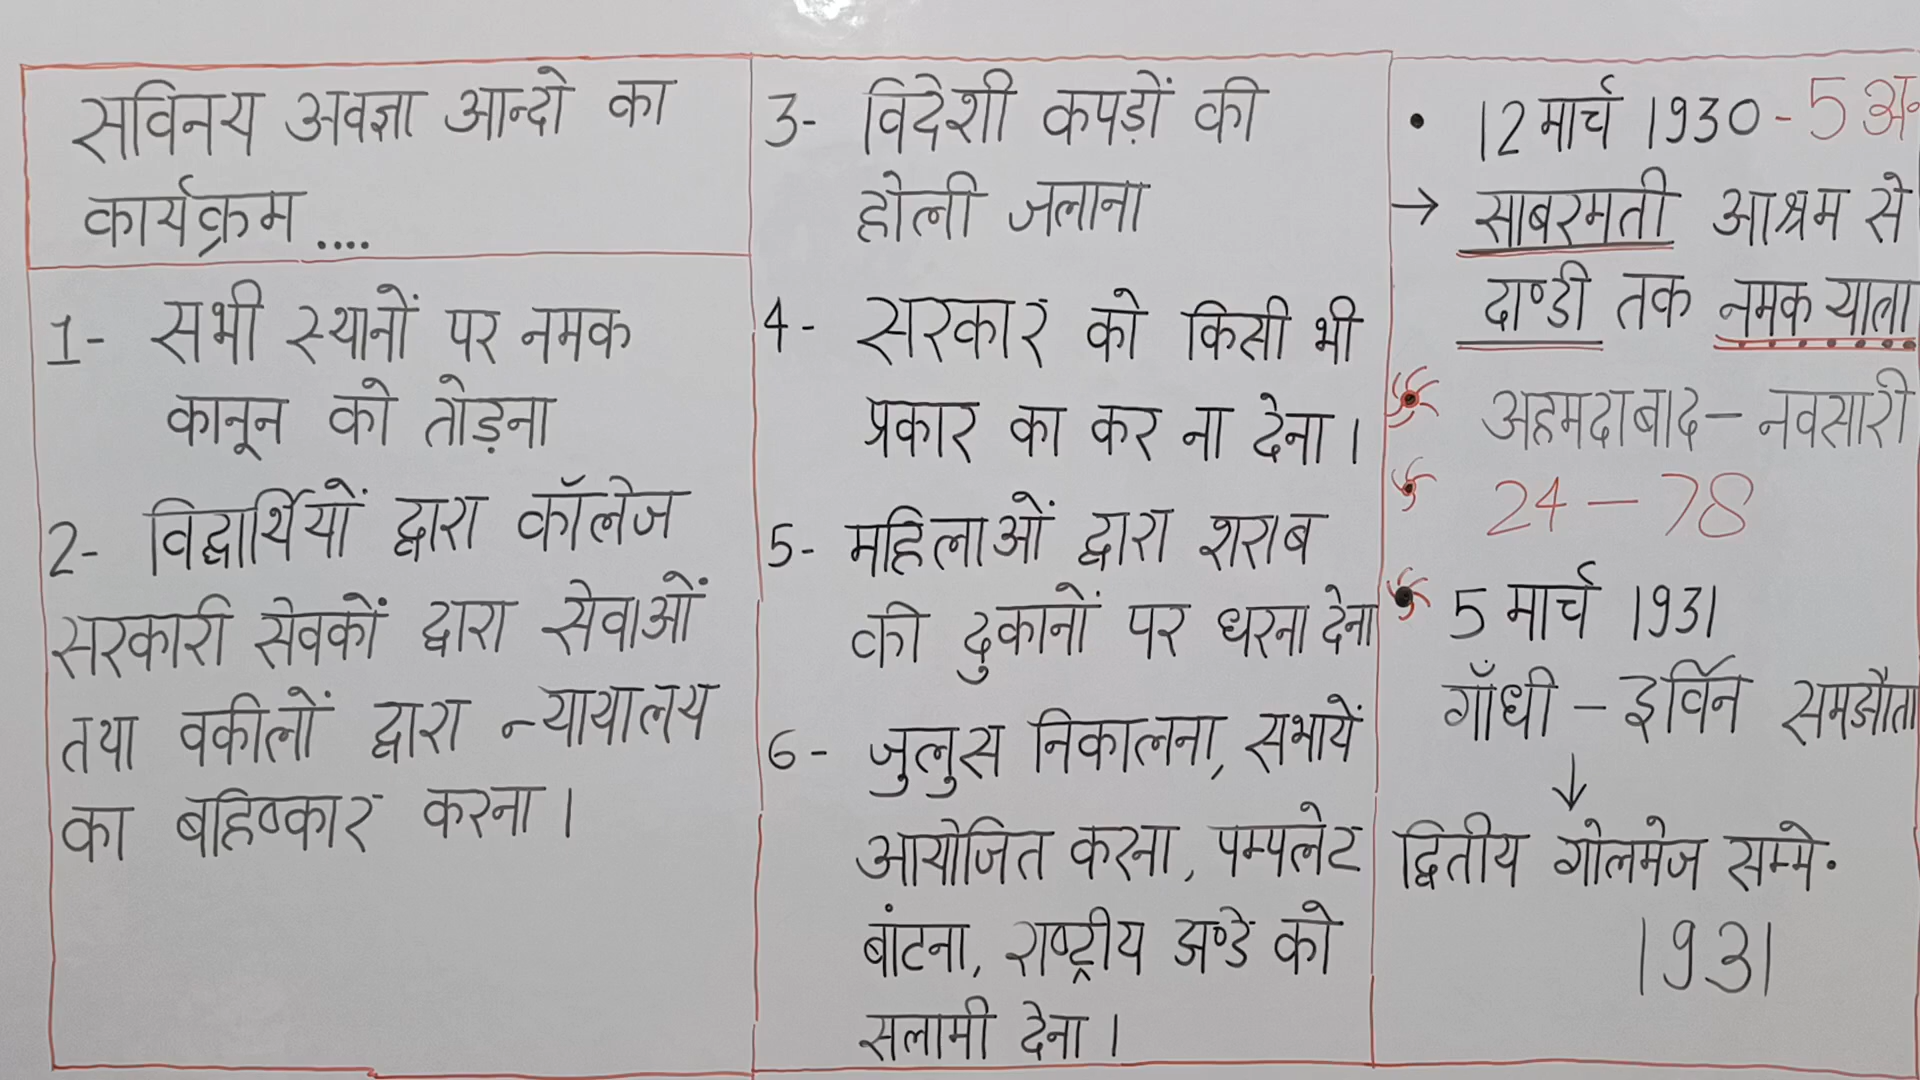 सविनय अवज्ञा आन्दो का
कार्यक्रम....
1- सभी स्थानों पर नमक
कानून को तोड़ना
2- विद्यार्थियों द्वारा कॉलेज
सरकारी सेवकों द्वारा सेवाओं
तथा वकीलों द्वारा न्यायालय
का बहिष्कार करना।
3- विदेशी कपड़ों की
होली जलाना
4- सरकार को किसी भी
प्रकार का कर ना देना।
5- महिलाओं द्वारा शराब
की दुकानों पर धरना देना
6- जुलुस निकालना, सभायें
आयोजित करना, पम्पलेट
बांटना, राष्ट्रीय झण्डे को
सलामी देना।
• 12 मार्च 1930 - 5 अ॰
→ साबरमती आश्रम से
दाण्डी तक नमक यात्रा
अहमदाबाद – नवसारी
24 – 78
5 मार्च 1931
गाँधी – इर्विन समझौता
↓
द्वितीय गोलमेज सम्मे.
1931